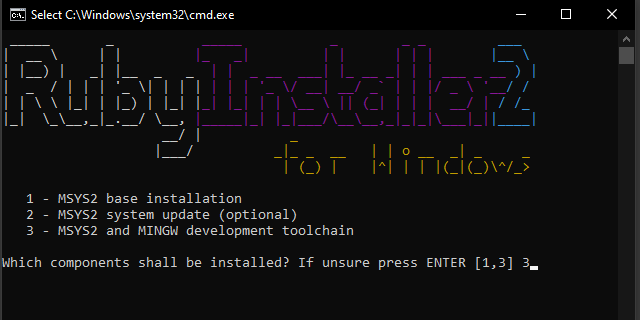 Select C:\Windows\system32\cmd.exe
RubyInstaller2
for Windows
1 - MSYS2 base installation
2 - MSYS2 system update (optional)
3 - MSYS2 and MINGW development toolchain
Which components shall be installed? If unsure press ENTER [1,3] 3